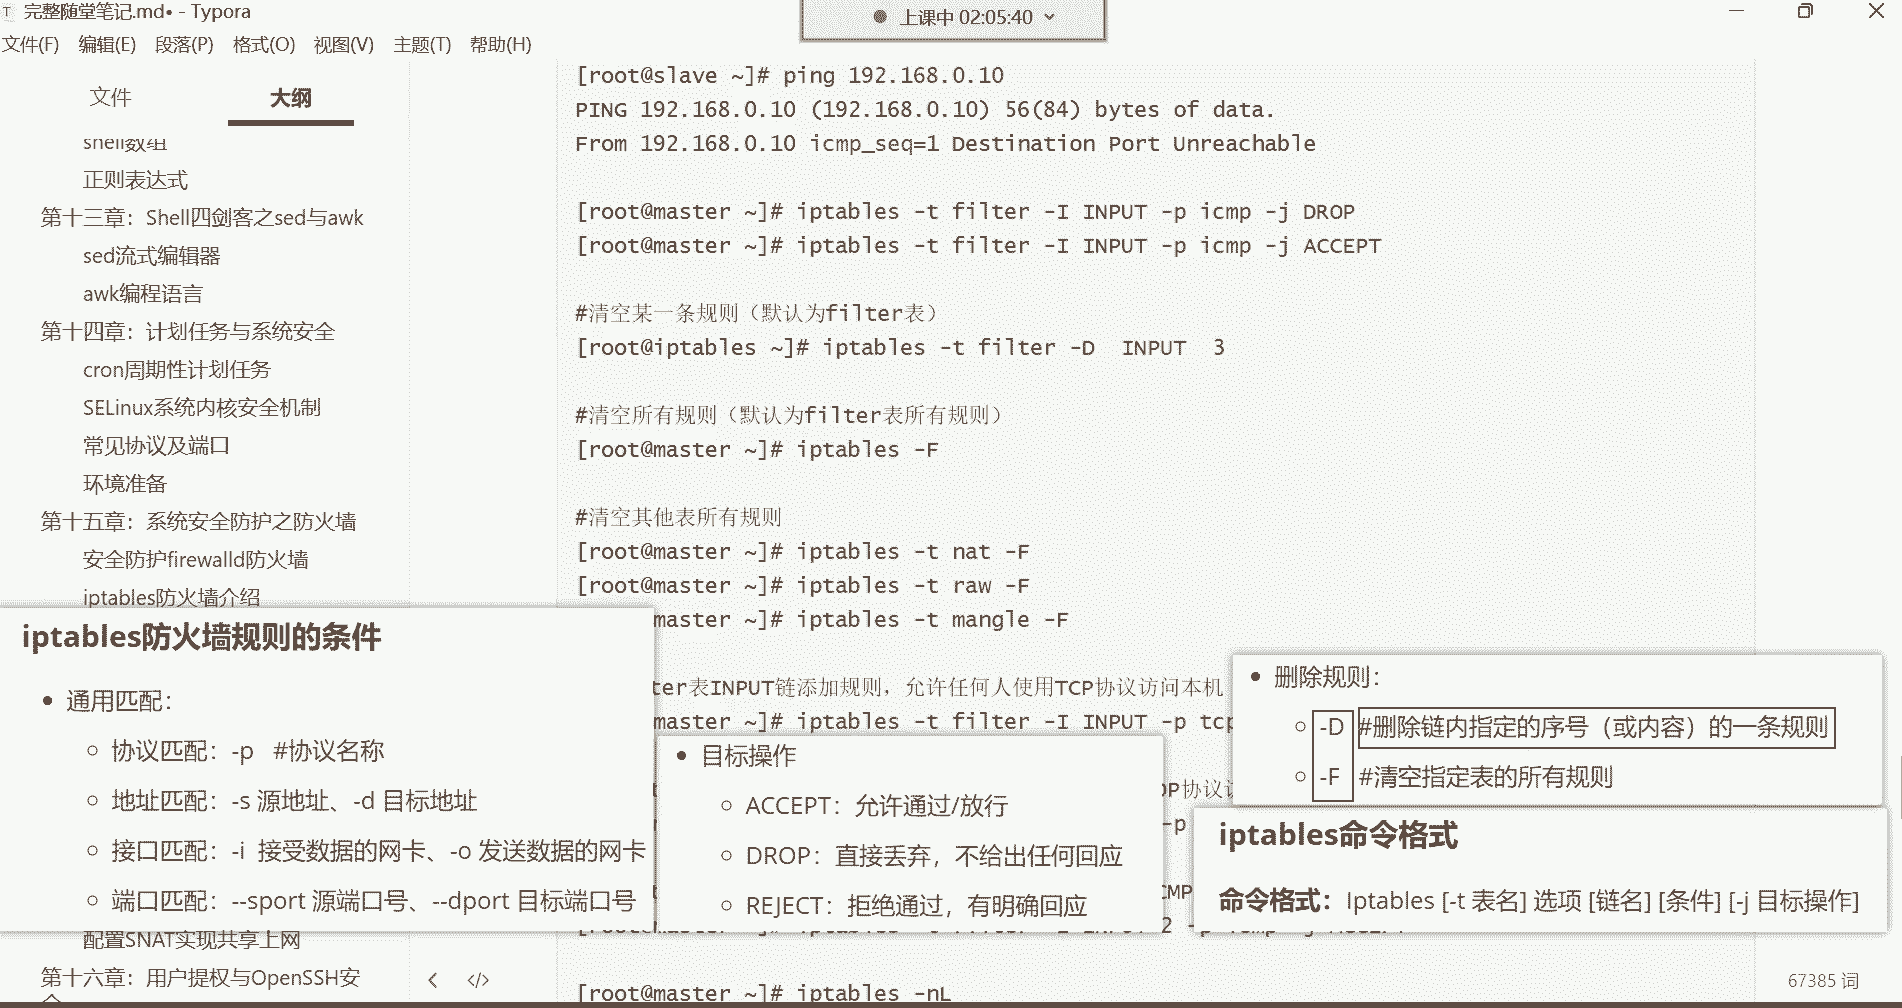 完整随堂笔记.md• - Typora
上课中 02:05:40
文件(F) 编辑(E) 段落(P) 格式(O) 视图(V) 主题(T) 帮助(H)
文件 大纲
shell数组
正则表达式
第十三章：Shell四剑客之sed与awk
sed流式编辑器
awk编程语言
第十四章：计划任务与系统安全
cron周期性计划任务
SELinux系统内核安全机制
常见协议及端口
环境准备
第十五章：系统安全防护之防火墙
安全防护firewalld防火墙
iptables防火墙介绍
配置SNAT实现共享上网
第十六章：用户提权与OpenSSH安
[root@slave ~]# ping 192.168.0.10
PING 192.168.0.10 (192.168.0.10) 56(84) bytes of data.
From 192.168.0.10 icmp_seq=1 Destination Port Unreachable
[root@master ~]# iptables -t filter -I INPUT -p icmp -j DROP
[root@master ~]# iptables -t filter -I INPUT -p icmp -j ACCEPT
#清空某一条规则（默认为filter表）
[root@iptables ~]# iptables -t filter -D  INPUT  3
#清空所有规则（默认为filter表所有规则）
[root@master ~]# iptables -F
#清空其他表所有规则
[root@master ~]# iptables -t nat -F
[root@master ~]# iptables -t raw -F
master ~]# iptables -t mangle -F
ter表INPUT链添加规则，允许任何人使用TCP协议访问本机
master ~]# iptables -t filter -I INPUT -p tcp
[root@master ~]# iptables -nL
iptables防火墙规则的条件
• 通用匹配：
◦ 协议匹配：-p #协议名称
◦ 地址匹配：-s 源地址、-d 目标地址
◦ 接口匹配：-i 接受数据的网卡、-o 发送数据的网卡
◦ 端口匹配：--sport 源端口号、--dport 目标端口号
• 目标操作
◦ ACCEPT：允许通过/放行
◦ DROP：直接丢弃，不给出任何回应
◦ REJECT：拒绝通过，有明确回应
• 删除规则：
◦ -D #删除链内指定的序号（或内容）的一条规则
◦ -F #清空指定表的所有规则
iptables命令格式
命令格式：Iptables [-t 表名] 选项 [链名] [条件] [-j 目标操作]
67385 词